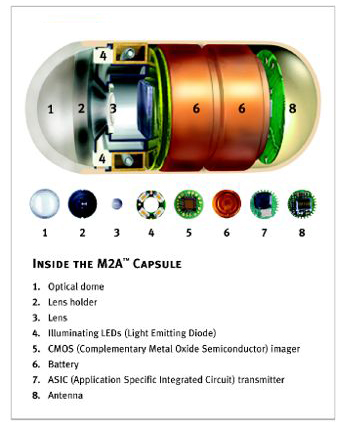 4
1 2 3 6 6 8
4
1 2 3 4 5 6 7 8
INSIDE THE M2A™ CAPSULE
1. Optical dome
2. Lens holder
3. Lens
4. Illuminating LEDs (Light Emitting Diode)
5. CMOS (Complementary Metal Oxide Semiconductor) imager
6. Battery
7. ASIC (Application Specific Integrated Circuit) transmitter
8. Antenna